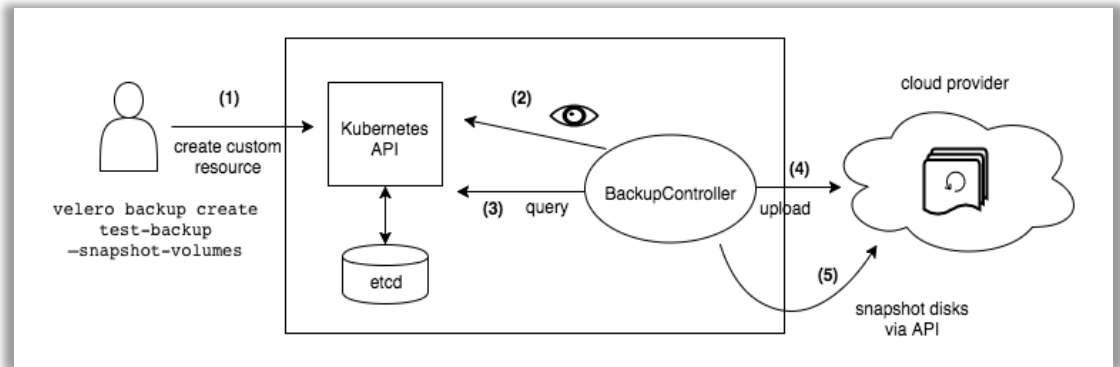 (1)
create custom
resource
velero backup create
test-backup
—snapshot-volumes
Kubernetes
API
etcd
(2)
(3)
query
BackupController
(4)
upload
cloud provider
(5)
snapshot disks
via API